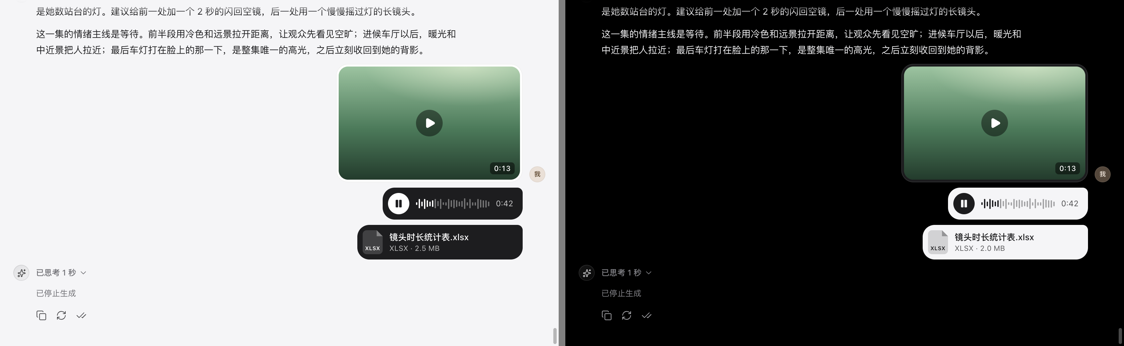 是她数站台的灯。建议给前一处加一个 2 秒的闪回空镜，后一处用一个慢慢摇过灯的长镜头。
这一集的情绪主线是等待。前半段用冷色和远景拉开距离，让观众先看见空旷；进候车厅以后，暖光和
中近景把人拉近；最后车灯打在脸上的那一下，是整集唯一的高光，之后立刻收回到她的背影。
0:13
我
0:42
XLSX
镜头时长统计表.xlsx
XLSX · 2.5 MB
已思考 1 秒
已停止生成
是她数站台的灯。建议给前一处加一个 2 秒的闪回空镜，后一处用一个慢慢摇过灯的长镜头。
这一集的情绪主线是等待。前半段用冷色和远景拉开距离，让观众先看见空旷；进候车厅以后，暖光和
中近景把人拉近；最后车灯打在脸上的那一下，是整集唯一的高光，之后立刻收回到她的背影。
0:13
我
0:42
XLSX
镜头时长统计表.xlsx
XLSX · 2.0 MB
已思考 1 秒
已停止生成